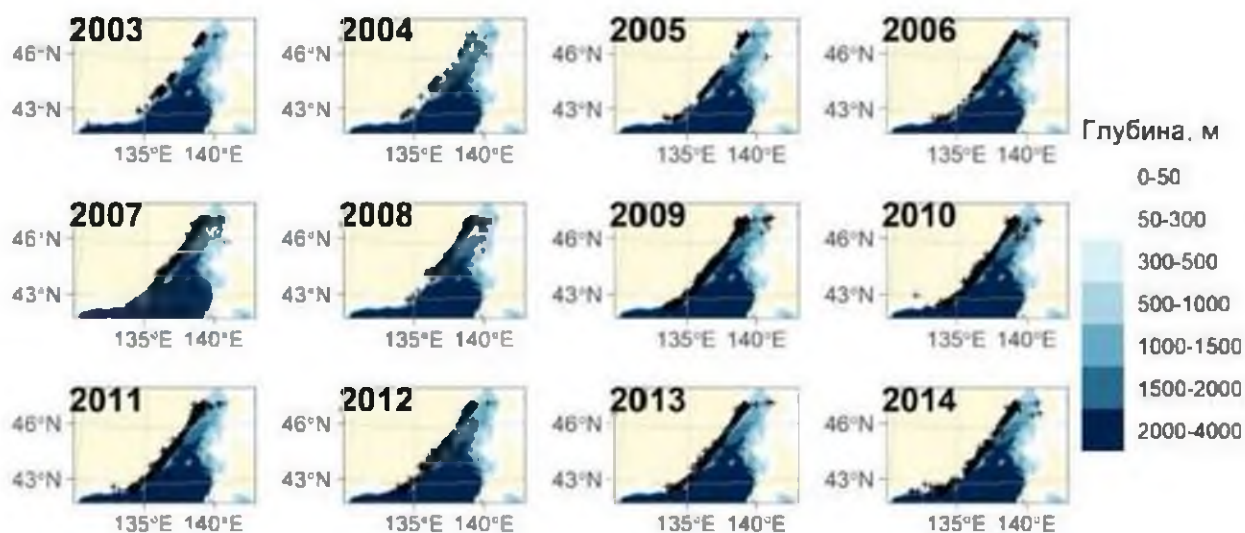 2003 2004 2005 2006
46°N 46°N 46°N 46°N
43°N 43°N 43°N 43°N
135°E 140°E 135°E 140°E 135°E 140°E 135°E 140°E
Глубина, м
0-50
50-300
300-500
500-1000
1000-1500
1500-2000
2000-4000
2007 2008 2009 2010
46°N 46°N 46°N 46°N
43°N 43°N 43°N 43°N
135°E 140°E 135°E 140°E 135°E 140°E 135°E 140°E
2011 2012 2013 2014
46°N 46°N 46°N 46°N
43°N 43°N 43°N 43°N
135°E 140°E 135°E 140°E 135°E 140°E 135°E 140°E